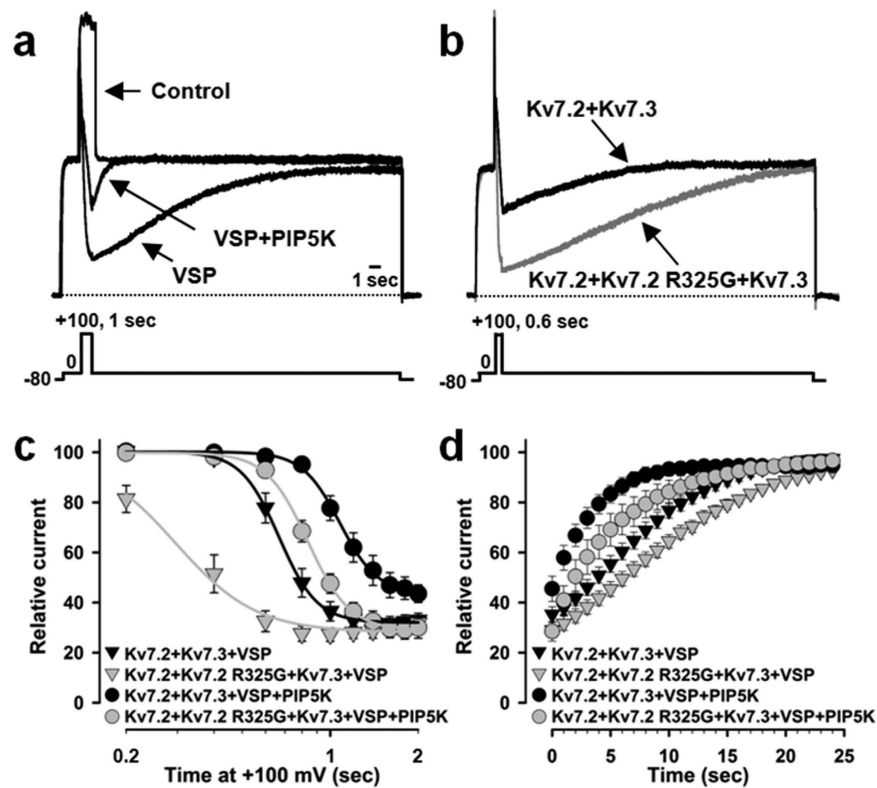 a
Control
VSP+PIP5K
VSP
1 sec
+100, 1 sec
0
-80
b
Kv7.2+Kv7.3
Kv7.2+Kv7.2 R325G+Kv7.3
+100, 0.6 sec
0
-80
c
Relative current
100
80
60
40
20
0
Kv7.2+Kv7.3+VSP
Kv7.2+Kv7.2 R325G+Kv7.3+VSP
Kv7.2+Kv7.3+VSP+PIP5K
Kv7.2+Kv7.2 R325G+Kv7.3+VSP+PIP5K
0.2
1
2
Time at +100 mV (sec)
d
Relative current
100
80
60
40
20
0
Kv7.2+Kv7.3+VSP
Kv7.2+Kv7.2 R325G+Kv7.3+VSP
Kv7.2+Kv7.3+VSP+PIP5K
Kv7.2+Kv7.2 R325G+Kv7.3+VSP+PIP5K
0
5
10
15
20
25
Time (sec)